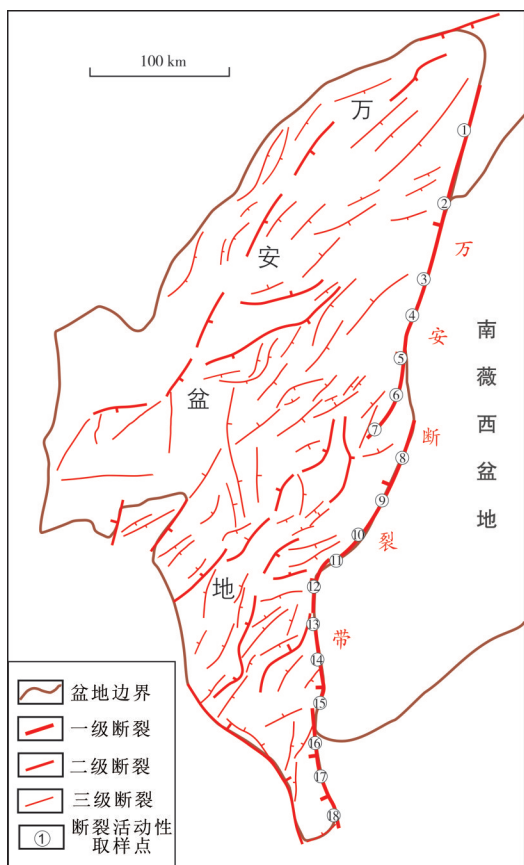 100 km
万
安
盆
地
万
安
断
裂
带
南
薇
西
盆
地
①
②
③
④
⑤
⑥
⑦
⑧
⑨
⑩
⑪
⑫
⑬
⑭
⑮
⑯
⑰
⑱
盆地边界
一级断裂
二级断裂
三级断裂
① 断裂活动性
取样点